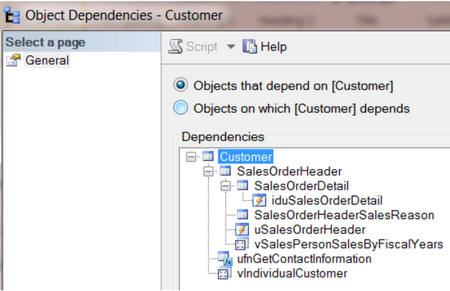 Object Dependencies - Customer
Select a page
General
Script
Help
Objects that depend on [Customer]
Objects on which [Customer] depends
Dependencies
Customer
SalesOrderHeader
SalesOrderDetail
iduSalesOrderDetail
SalesOrderHeaderSalesReason
uSalesOrderHeader
vSalesPersonSalesByFiscalYears
ufnGetContactInformation
vIndividualCustomer